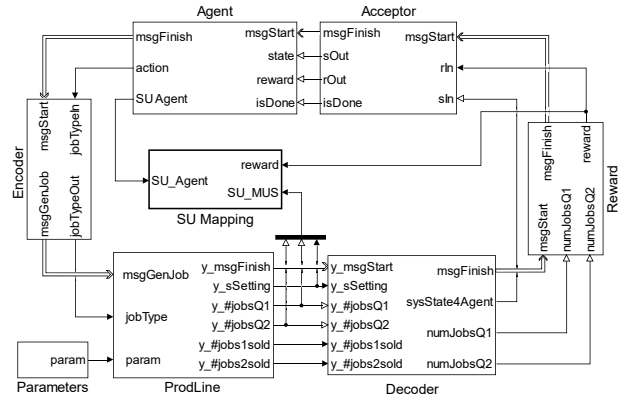 Agent
Acceptor
msgFinish
msgStart
msgFinish
msgStart
action
state
sOut
rIn
reward
rOut
SU Agent
isDone
isDone
sIn
Encoder
msgStart
jobTypeIn
msgGenJob
jobTypeOut
reward
SU_Agent
SU_MUS
SU Mapping
msgFinish
reward
msgStart
numJobsQ1
numJobsQ2
Reward
msgGenJob
y_msgFinish
y_msgStart
msgFinish
y_sSetting
y_sSetting
jobType
y_#jobsQ1
y_#jobsQ1
sysState4Agent
y_#jobsQ2
y_#jobsQ2
numJobsQ1
y_#jobs1sold
y_#jobs1sold
param
param
y_#jobs2sold
y_#jobs2sold
numJobsQ2
Parameters
ProdLine
Decoder